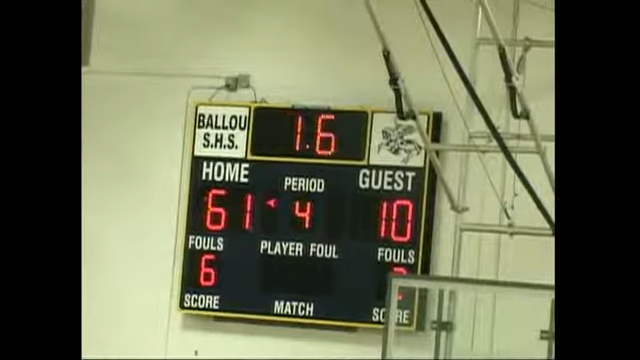 BALLOU
S.H.S.
1.6
HOME
PERIOD
GUEST
61
4
10
FOULS
PLAYER FOUL
FOULS
6
SCORE
MATCH
SCORE